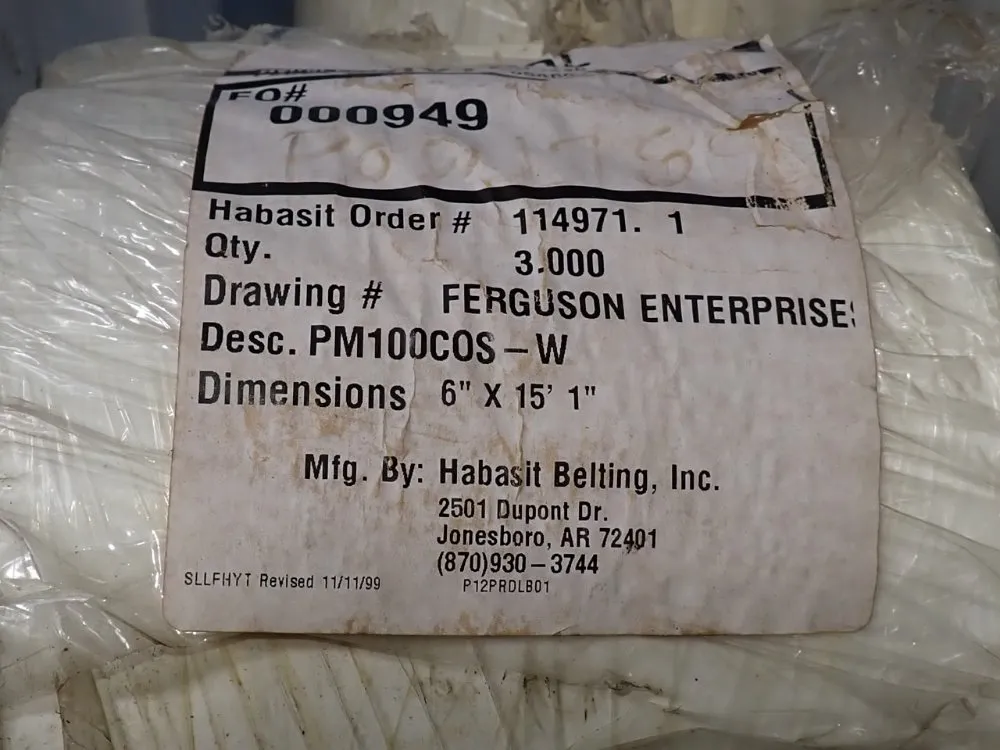 FO#
000949
Habasit Order # 114971. 1
Qty. 3.000
Drawing # FERGUSON ENTERPRISES
Desc. PM100COS-W
Dimensions 6" X 15' 1"
Mfg. By: Habasit Belting, Inc.
2501 Dupont Dr.
Jonesboro, AR 72401
(870)930-3744
SLLFHYT Revised 11/11/99
P12PRDLB01